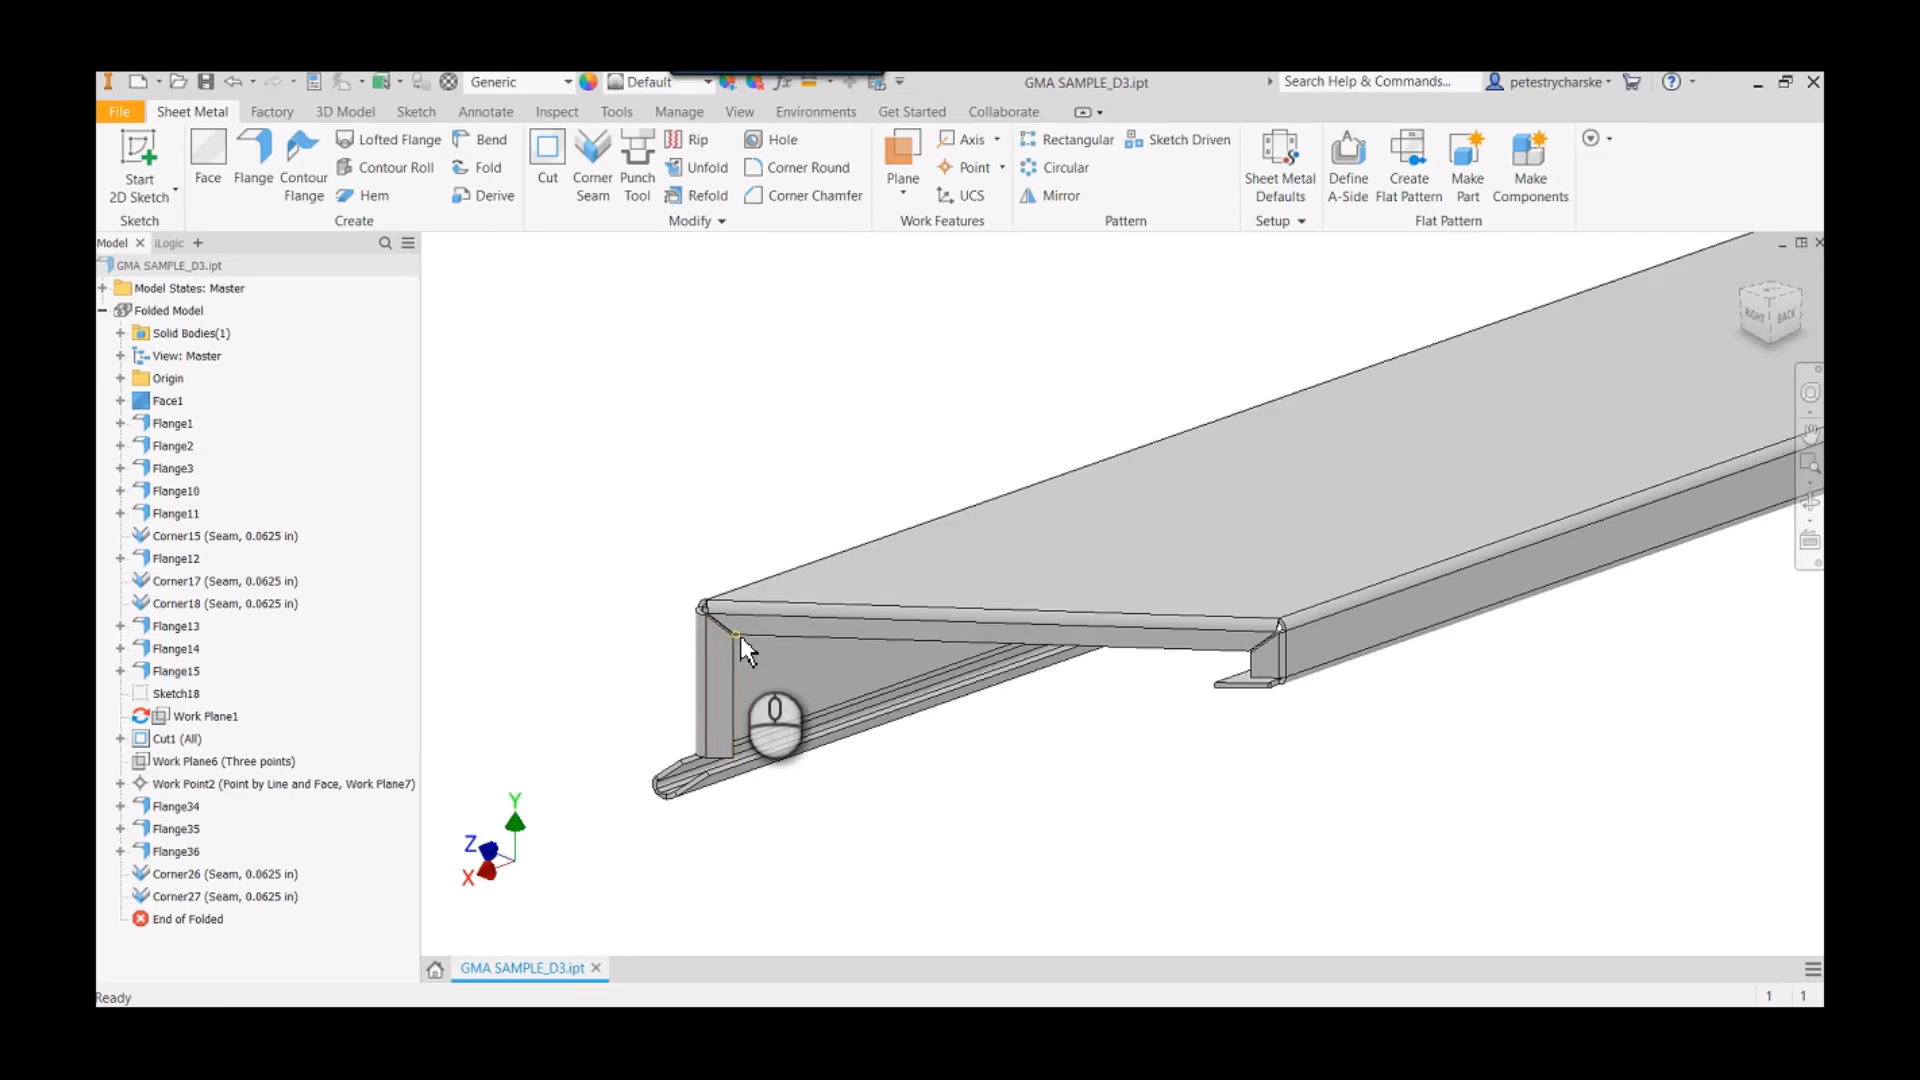 Generic
Default
fx
GMA SAMPLE_D3.ipt
Search Help & Commands...
petestrycharske
File
Sheet Metal
Factory
3D Model
Sketch
Annotate
Inspect
Tools
Manage
View
Environments
Get Started
Collaborate
Start
2D Sketch
Face
Flange
Contour
Flange
Lofted Flange
Contour Roll
Hem
Bend
Fold
Derive
Cut
Corner
Seam
Punch
Tool
Rip
Unfold
Refold
Hole
Corner Round
Corner Chamfer
Plane
Axis
Point
UCS
Rectangular
Circular
Mirror
Sketch Driven
Sheet Metal
Defaults
Define
A-Side
Create
Flat Pattern
Make
Part
Make
Components
Sketch
Create
Modify
Work Features
Pattern
Setup
Flat Pattern
Model
iLogic
GMA SAMPLE_D3.ipt
Model States: Master
Folded Model
Solid Bodies(1)
View: Master
Origin
Face1
Flange1
Flange2
Flange3
Flange10
Flange11
Corner15 (Seam, 0.0625 in)
Flange12
Corner17 (Seam, 0.0625 in)
Corner18 (Seam, 0.0625 in)
Flange13
Flange14
Flange15
Sketch18
Work Plane1
Cut1 (All)
Work Plane6 (Three points)
Work Point2 (Point by Line and Face, Work Plane7)
Flange34
Flange35
Flange36
Corner26 (Seam, 0.0625 in)
Corner27 (Seam, 0.0625 in)
End of Folded
RIGHT
BACK
0
Y
Z
X
GMA SAMPLE_D3.ipt
Ready
1
1